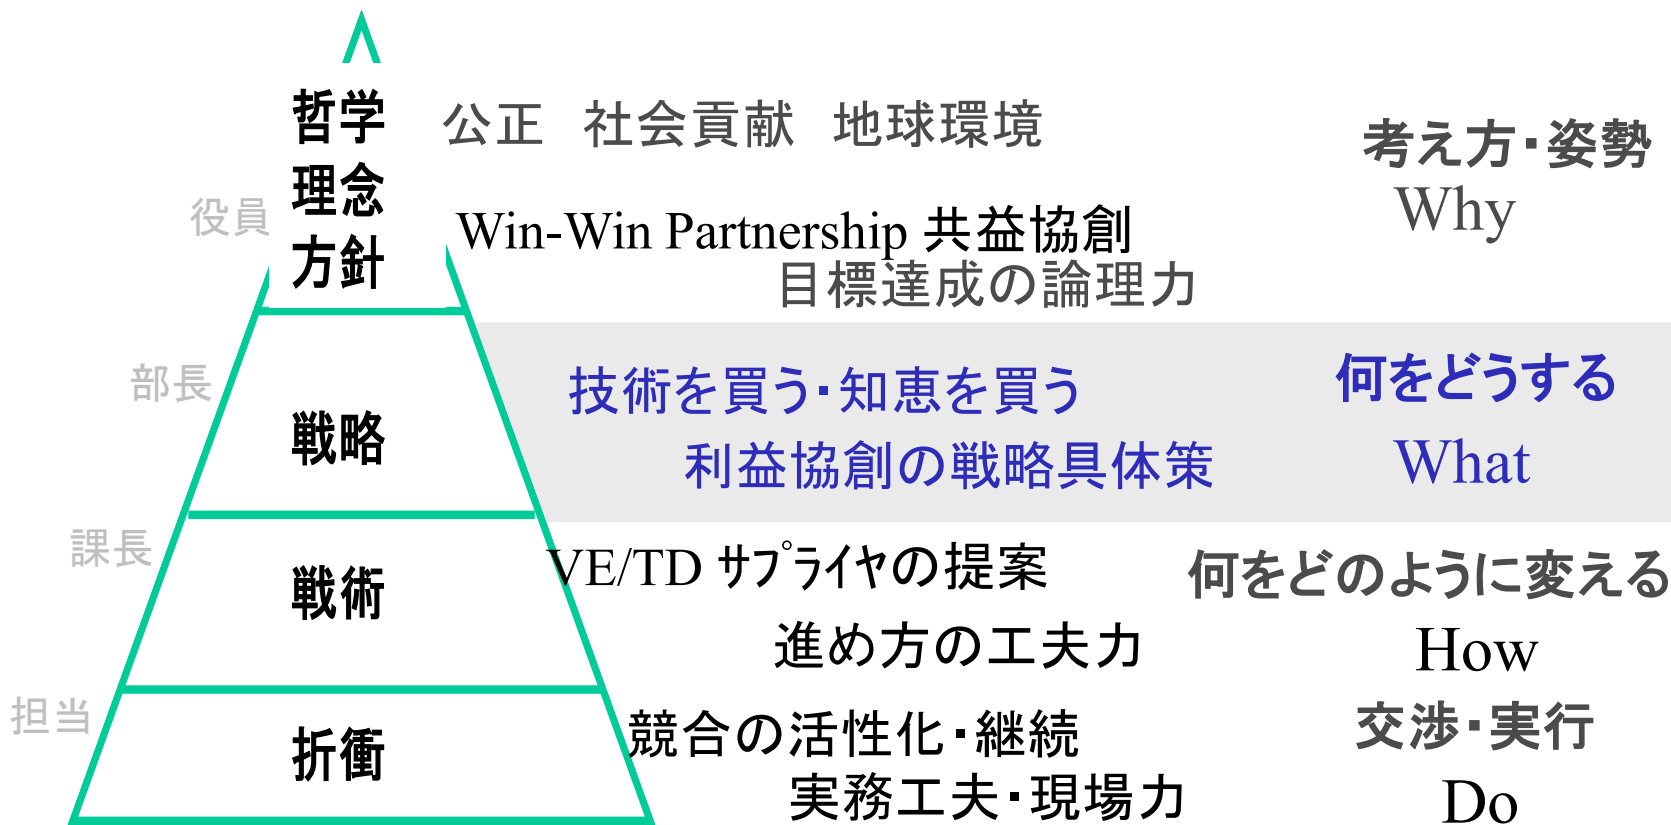 哲学
理念
方針
公正 社会貢献 地球環境
考え方・姿勢
Why
役員
Win-Win Partnership 共益協創
目標達成の論理力
部長
戦略
技術を買う・知恵を買う
利益協創の戦略具体策
何をどうする
What
課長
戦術
VE/TD ｻﾌﾟﾗｲﾔの提案
進め方の工夫力
何をどのように変える
How
担当
折衝
競合の活性化・継続
実務工夫・現場力
交渉・実行
Do